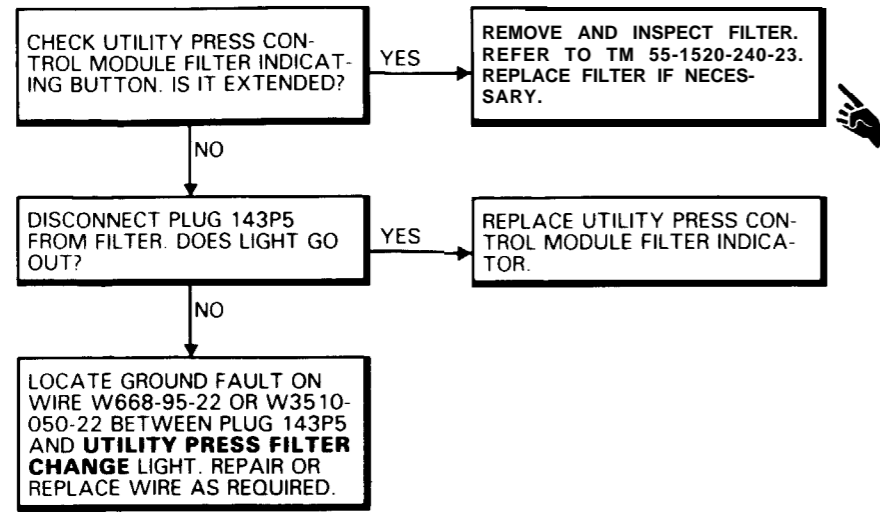 CHECK UTILITY PRESS CON-
TROL MODULE FILTER INDICAT-
ING BUTTON. IS IT EXTENDED?
YES
REMOVE AND INSPECT FILTER.
REFER TO TM 55-1520-240-23.
REPLACE FILTER IF NECES-
SARY.
NO
DISCONNECT PLUG 143P5
FROM FILTER. DOES LIGHT GO
OUT?
YES
REPLACE UTILITY PRESS CON-
TROL MODULE FILTER INDICA-
TOR.
NO
LOCATE GROUND FAULT ON
WIRE W668-95-22 OR W3510-
050-22 BETWEEN PLUG 143P5
AND UTILITY PRESS FILTER
CHANGE LIGHT. REPAIR OR
REPLACE WIRE AS REQUIRED.